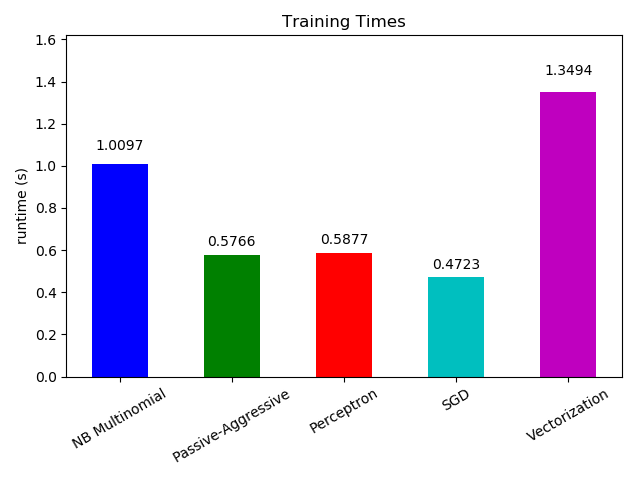 Training Times
runtime (s)
1.6
1.4
1.2
1.0
0.8
0.6
0.4
0.2
0.0
1.0097
0.5766
0.5877
0.4723
1.3494
NB Multinomial
Passive-Aggressive
Perceptron
SGD
Vectorization